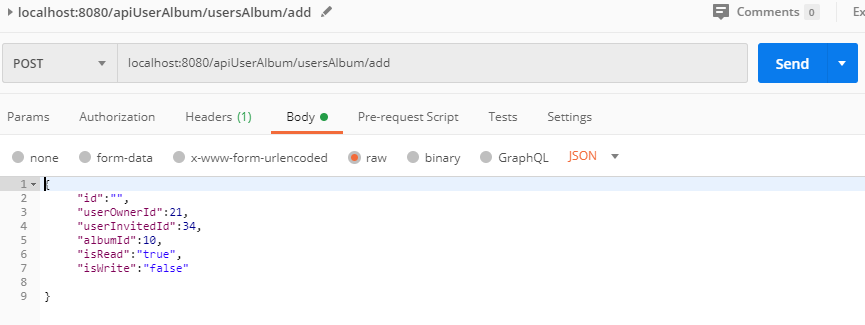 localhost:8080/apiUserAlbum/usersAlbum/add Comments 0 Ex
POST localhost:8080/apiUserAlbum/usersAlbum/add Send
Params Authorization Headers (1) Body Pre-request Script Tests Settings
none form-data x-www-form-urlencoded raw binary GraphQL JSON
1 {
2 "id":"",
3 "userOwnerId":21,
4 "userInvitedId":34,
5 "albumId":10,
6 "isRead":"true",
7 "isWrite":"false"
8
9 }